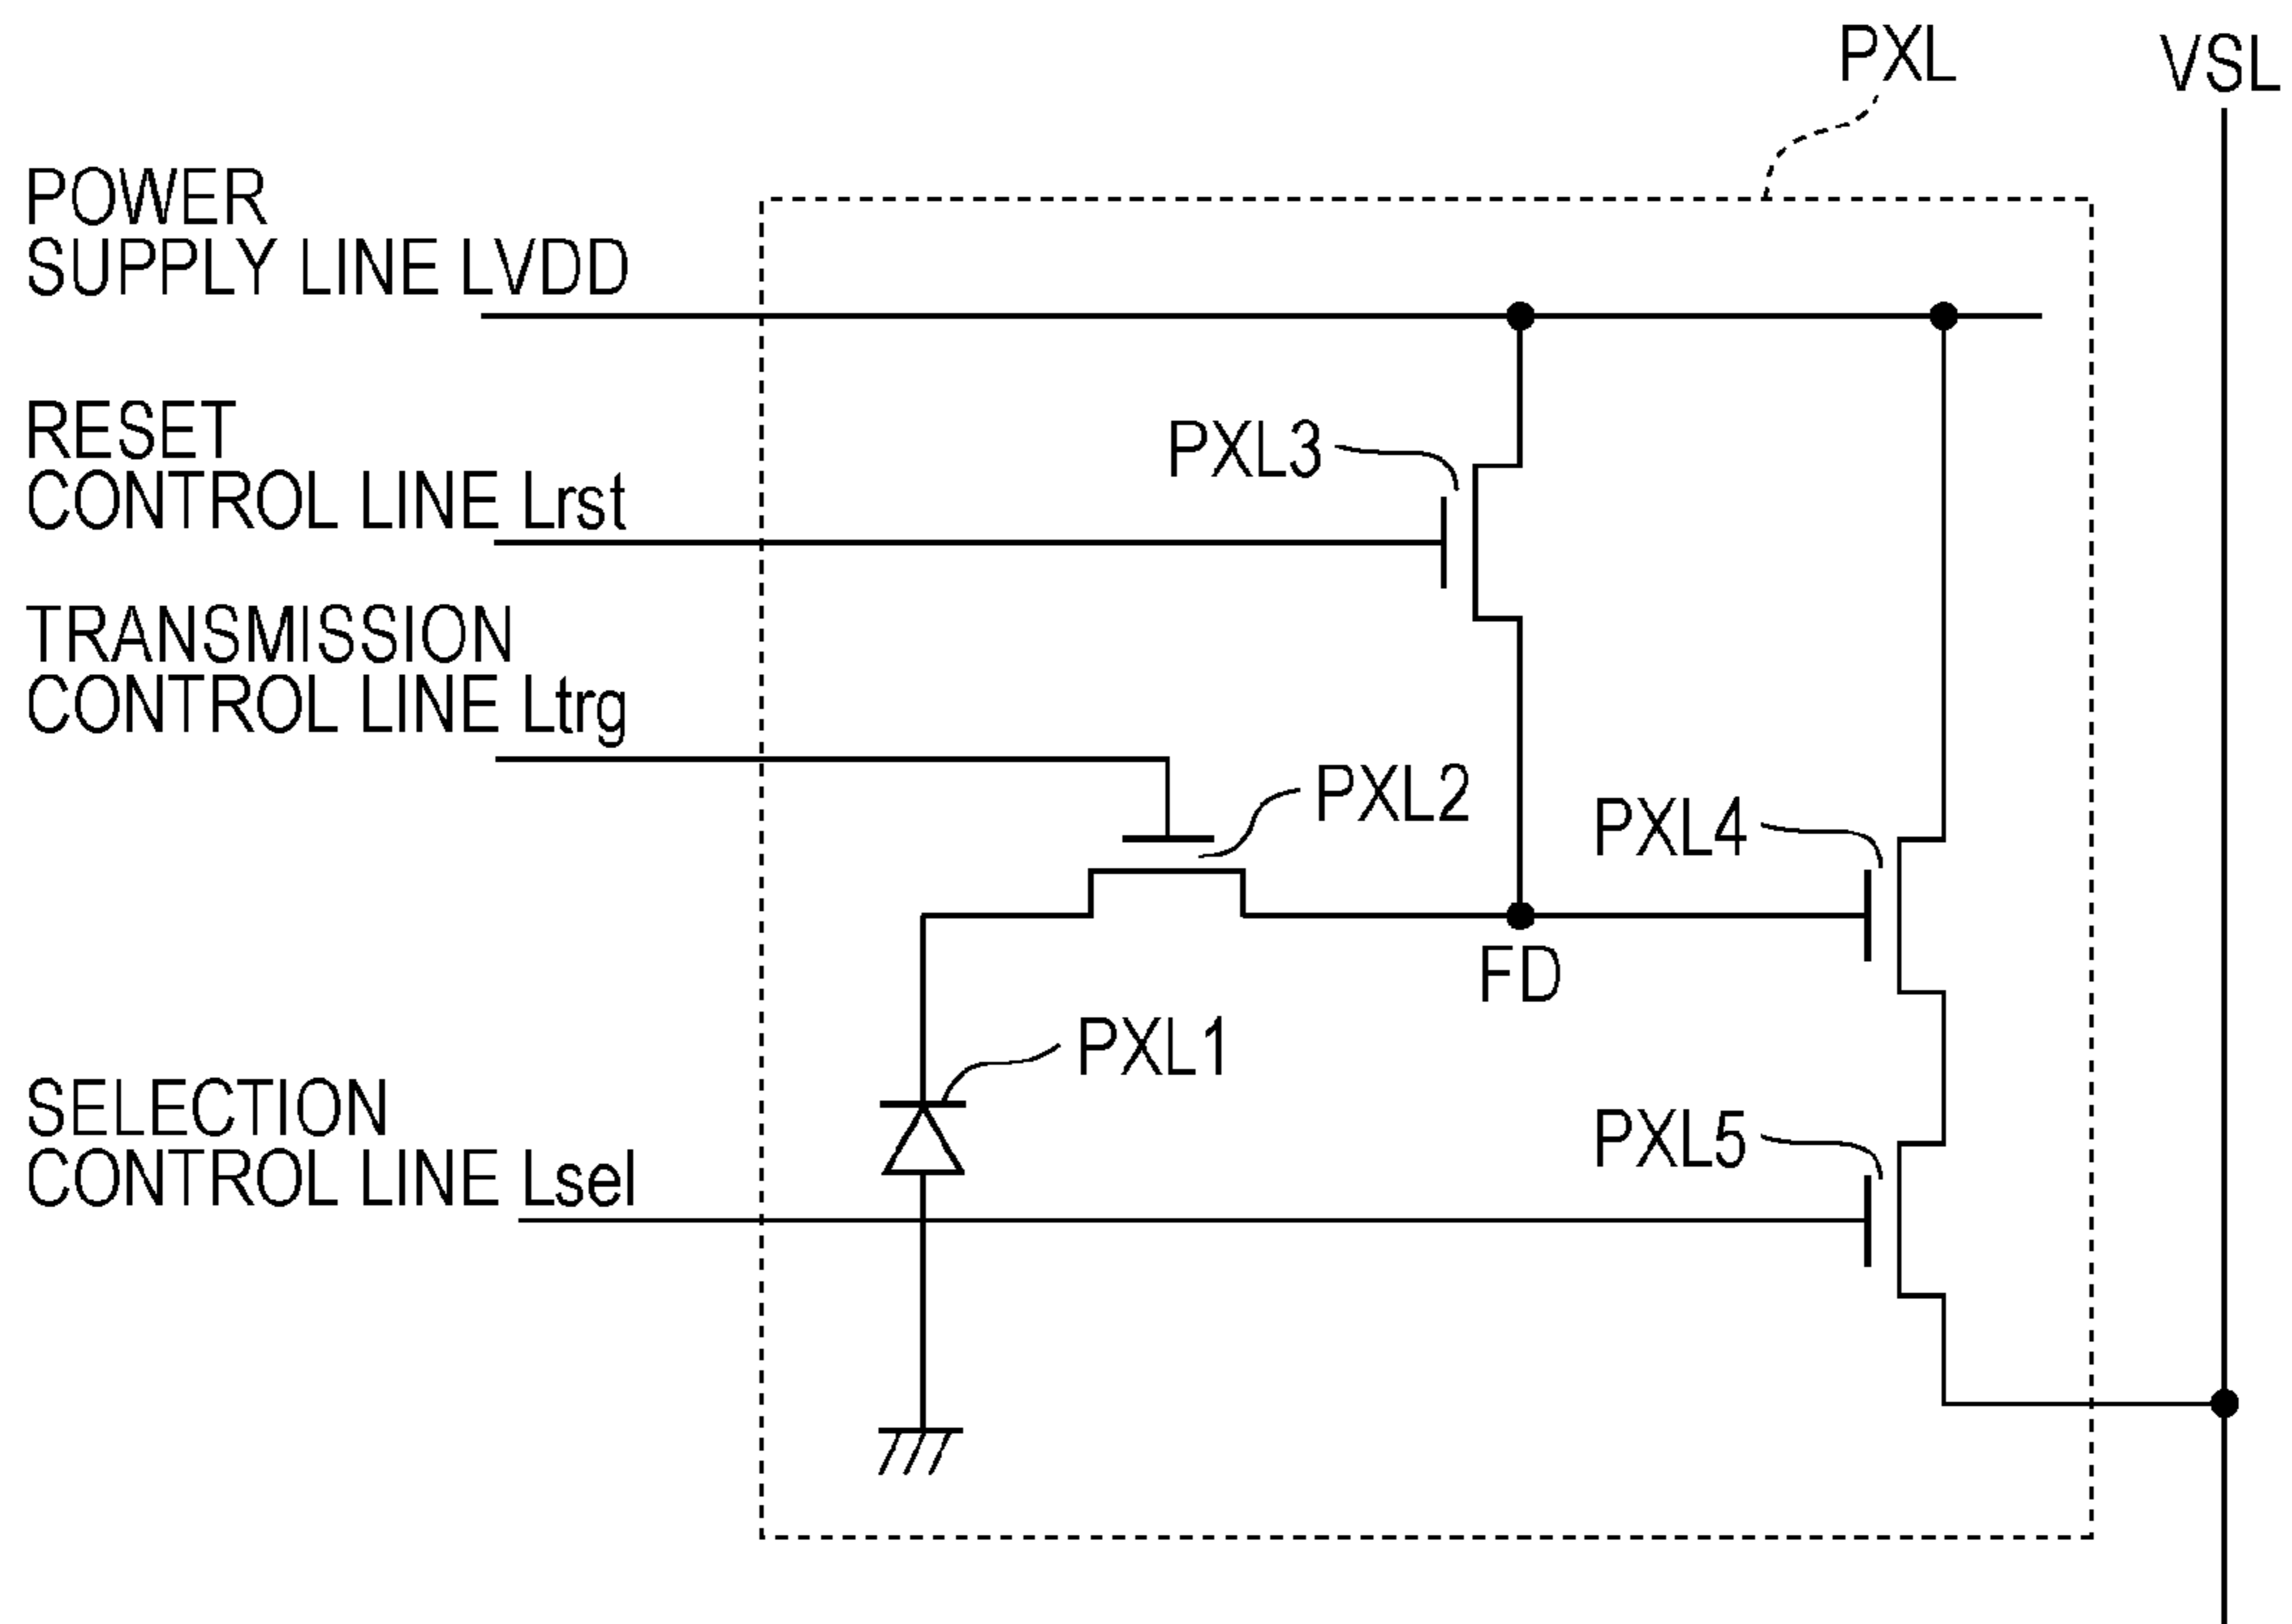 PXL
VSL
POWER
SUPPLY LINE LVDD
RESET
CONTROL LINE Lrst
PXL3
TRANSMISSION
CONTROL LINE Ltrg
PXL2
PXL4
FD
PXL1
SELECTION
CONTROL LINE Lsel
PXL5